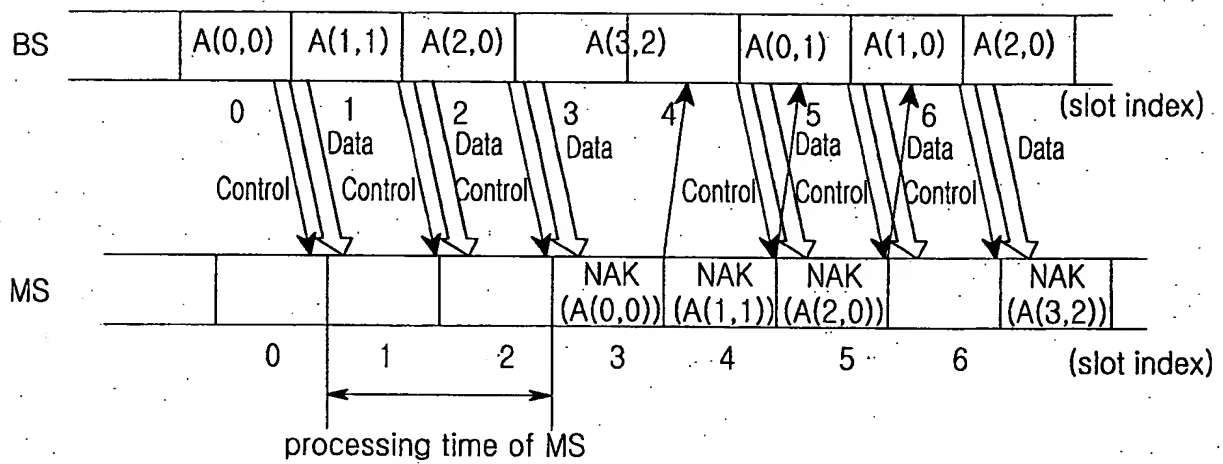 BS A(0,0) A(1,1) A(2,0) A(3,2) A(0,1) A(1,0) A(2,0)
0 1 2 3 4 5 6 (slot index)
Data Data Data Data Data Data
Control Control Control Control Control
MS NAK (A(0,0)) NAK (A(1,1)) NAK (A(2,0)) NAK (A(3,2))
0 1 2 3 4 5 6 (slot index)
processing time of MS